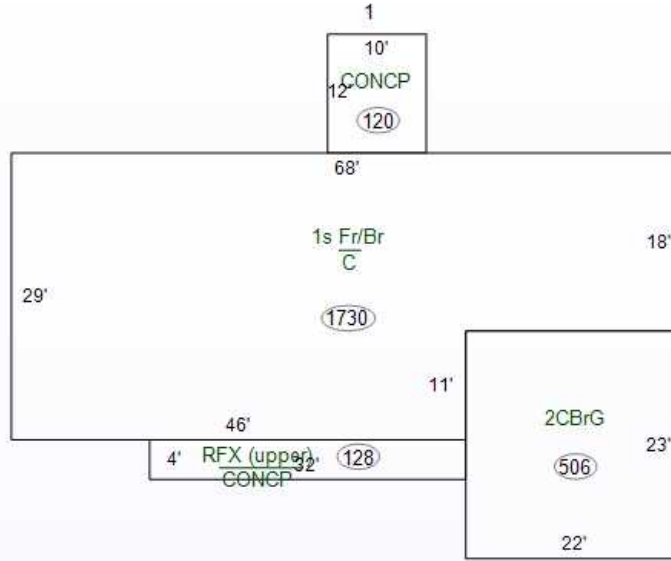 1
10'
CONCP
12'
120
68'
1s Fr/Br
C
18'
29'
1730
11'
46'
2CBrG
4' RFX (upper) 32' 128
CONCP
23'
506
22'